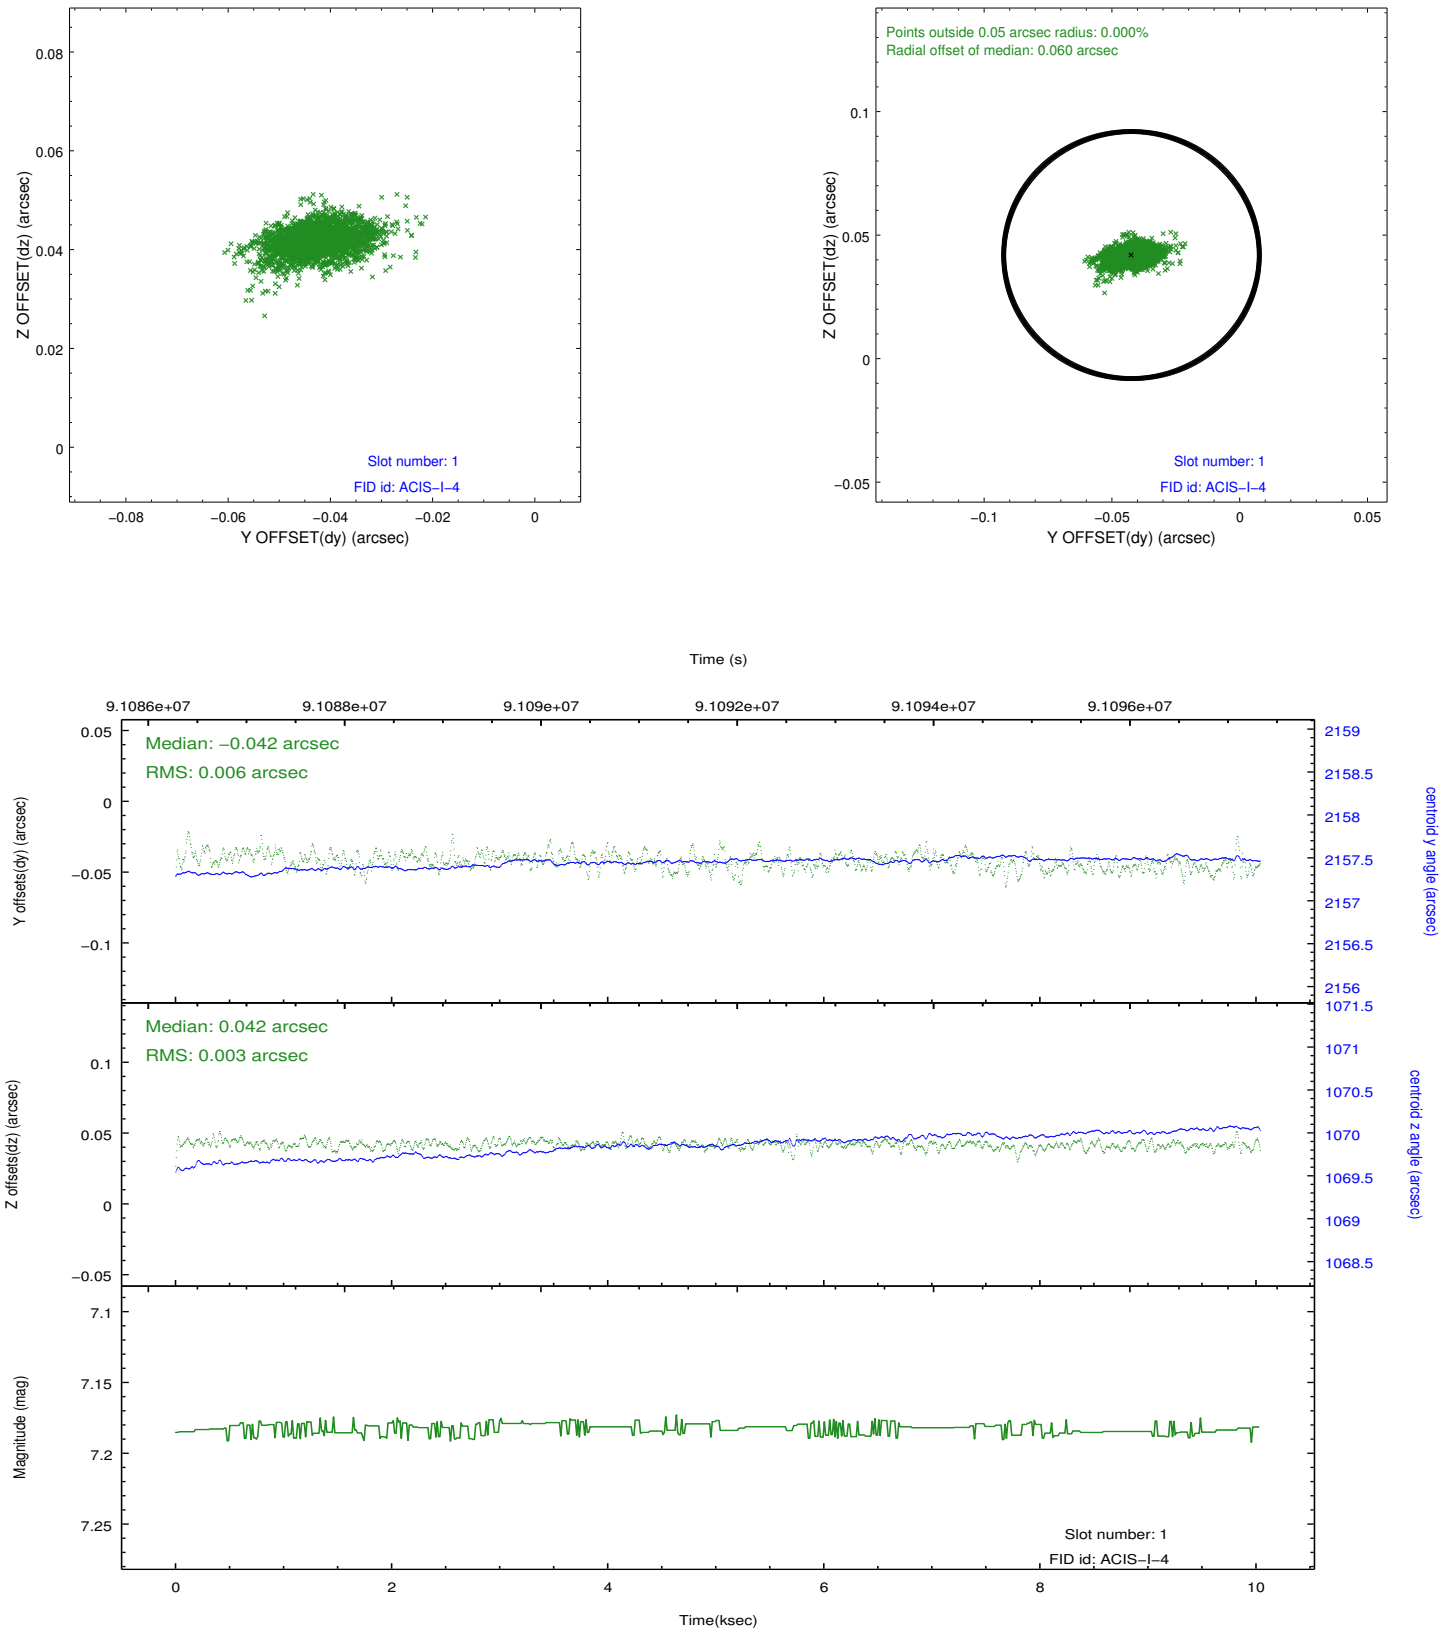 0.08
0.06
0.04
0.02
0
Z OFFSET(dz) (arcsec)
Slot number: 1
FID id: ACIS−I−4
−0.08 −0.06 −0.04 −0.02 0
Y OFFSET(dy) (arcsec)
Points outside 0.05 arcsec radius: 0.000%
Radial offset of median: 0.060 arcsec
0.1
0.05
0
−0.05
Z OFFSET(dz) (arcsec)
Slot number: 1
FID id: ACIS−I−4
−0.1 −0.05 0 0.05
Y OFFSET(dy) (arcsec)
Time (s)
9.1086e+07 9.1088e+07 9.109e+07 9.1092e+07 9.1094e+07 9.1096e+07
Median: −0.042 arcsec
RMS: 0.006 arcsec
0.05
0
−0.05
−0.1
Y offsets(dy) (arcsec)
2159
2158.5
2158
2157.5
2157
2156.5
2156
centroid y angle (arcsec)
Median: 0.042 arcsec
RMS: 0.003 arcsec
0.1
0.05
0
−0.05
Z offsets(dz) (arcsec)
1071.5
1071
1070.5
1070
1069.5
1069
1068.5
centroid z angle (arcsec)
7.1
7.15
7.2
7.25
Magnitude (mag)
Slot number: 1
FID id: ACIS−I−4
0 2 4 6 8 10
Time(ksec)